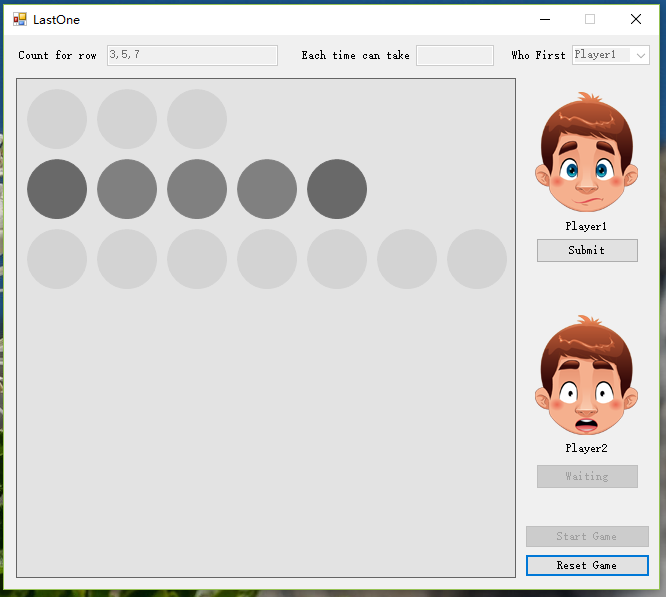 LastOne
Count for row 3,5,7 Each time can take Who First Player1
Player1
Submit
Player2
Waiting
Start Game
Reset Game